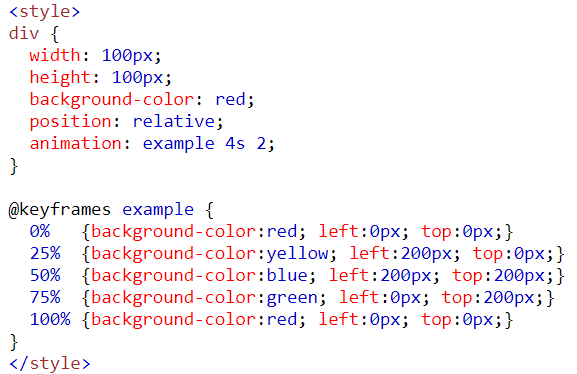 <style>
div {
  width: 100px;
  height: 100px;
  background-color: red;
  position: relative;
  animation: example 4s 2;
}

@keyframes example {
  0%   {background-color:red; left:0px; top:0px;}
  25%  {background-color:yellow; left:200px; top:0px;}
  50%  {background-color:blue; left:200px; top:200px;}
  75%  {background-color:green; left:0px; top:200px;}
  100% {background-color:red; left:0px; top:0px;}
}
</style>